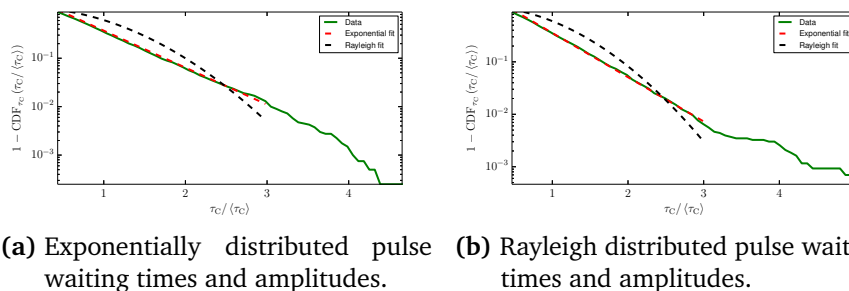 Data
Exponential fit
Rayleigh fit
10⁻¹
10⁻²
10⁻³
1 − CDF_τC (τC/⟨τC⟩)
1 2 3 4
τC/⟨τC⟩
Data
Exponential fit
Rayleigh fit
10⁻¹
10⁻²
10⁻³
1 − CDF_τC (τC/⟨τC⟩)
1 2 3 4
τC/⟨τC⟩
(a) Exponentially distributed pulse
waiting times and amplitudes.
(b) Rayleigh distributed pulse wait
times and amplitudes.